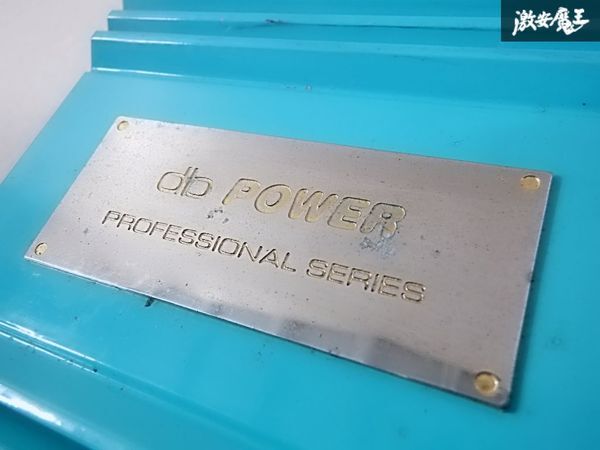 激安魔王
db POWER
PROFESSIONAL SERIES